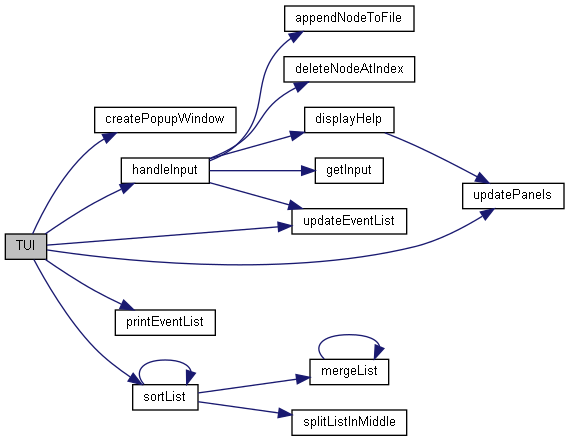 appendNodeToFile
deleteNodeAtIndex
createPopupWindow
displayHelp
handleInput
getInput
updatePanels
updateEventList
TUI
printEventList
mergeList
sortList
splitListInMiddle